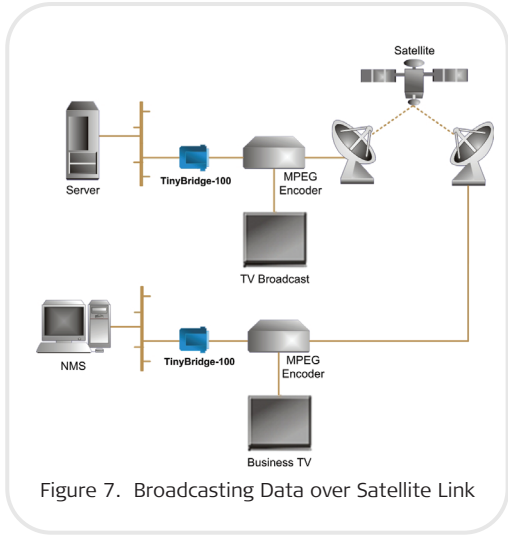 Satellite
Server
TinyBridge-100
MPEG
Encoder
TV Broadcast
NMS
TinyBridge-100
MPEG
Encoder
Business TV
Figure 7. Broadcasting Data over Satellite Link